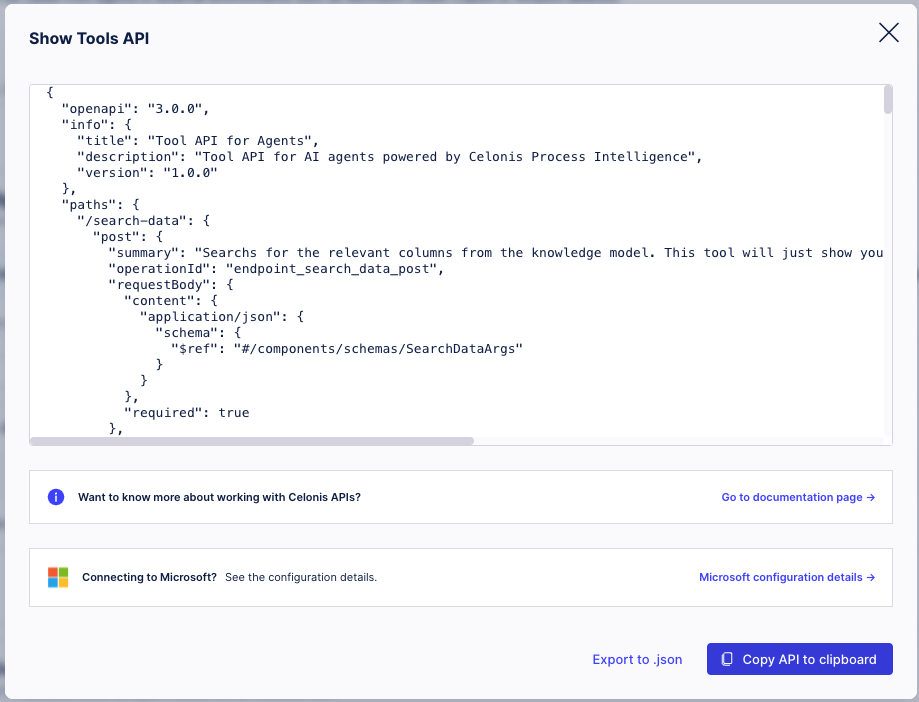 Show Tools API
{
"openapi": "3.0.0",
"info": {
"title": "Tool API for Agents",
"description": "Tool API for AI agents powered by Celonis Process Intelligence",
"version": "1.0.0"
},
"paths": {
"/search-data": {
"post": {
"summary": "Searchs for the relevant columns from the knowledge model. This tool will just show you
"operationId": "endpoint_search_data_post",
"requestBody": {
"content": {
"application/json": {
"schema": {
"$ref": "#/components/schemas/SearchDataArgs"
}
}
},
"required": true
},
Want to know more about working with Celonis APIs?
Go to documentation page →
Connecting to Microsoft? See the configuration details.
Microsoft configuration details →
Export to .json
Copy API to clipboard